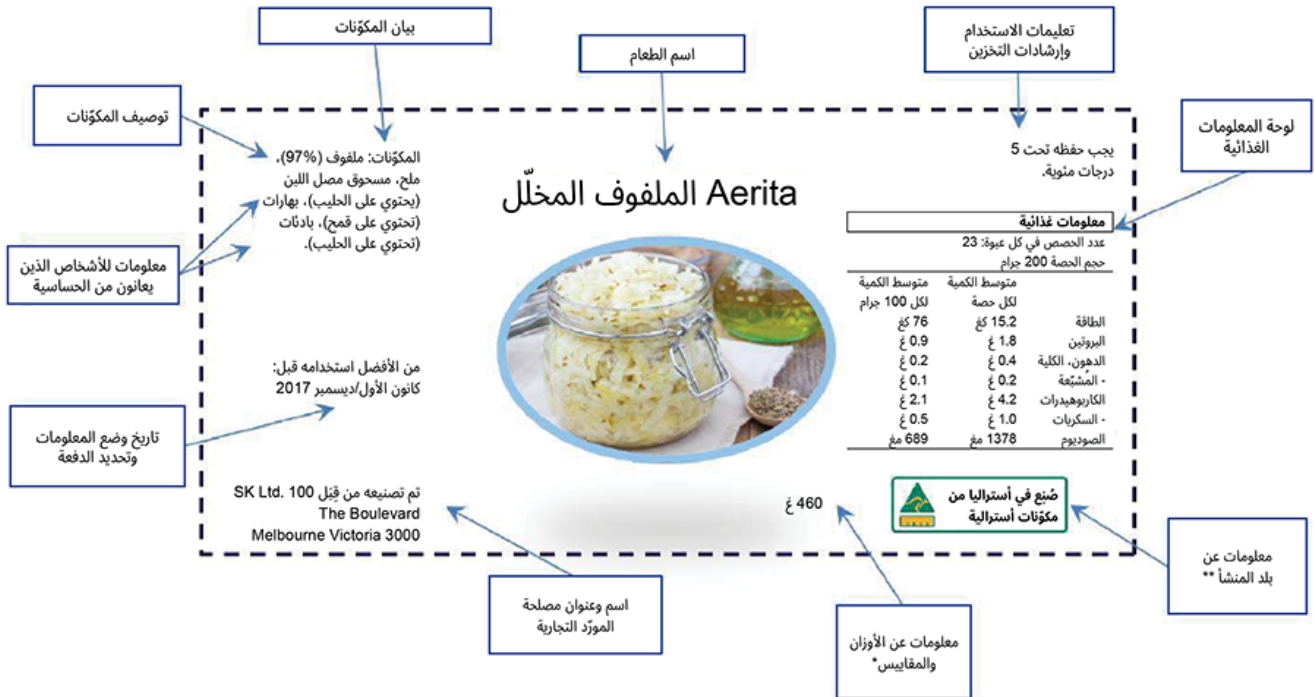 بيان المكوّنات
اسم الطعام
تعليمات الاستخدام
وإرشادات التخزين
توصيف المكوّنات
لوحة المعلومات
الغذائية
معلومات للأشخاص الذين
يعانون من الحساسية
تاريخ وضع المعلومات
وتحديد الدفعة
المكوّنات: ملفوف (97%)،
ملح، مسحوق مصل اللبن
(يحتوي على الحليب)، بهارات
(تحتوي على قمح)، بادئات
(تحتوي على الحليب).
من الأفضل استخدامه قبل:
كانون الأول/ديسمبر 2017
تم تصنيعه من قِبَل SK Ltd. 100
The Boulevard
Melbourne Victoria 3000
Aerita الملفوف المخلّل
460 غ
يجب حفظه تحت 5
درجات مئوية.
معلومات غذائية
عدد الحصص في كل عبوة: 23
حجم الحصة 200 جرام
متوسط الكمية متوسط الكمية
لكل حصة لكل 100 جرام
الطاقة 15.2 كغ 76 كغ
البروتين 1.8 غ 0.9 غ
الدهون، الكلية 0.4 غ 0.2 غ
- المُشبّعة 0.2 غ 0.1 غ
الكاربوهيدرات 4.2 غ 2.1 غ
- السكريات 1.0 غ 0.5 غ
الصوديوم 1378 مغ 689 مغ
صُنِع في أستراليا من
مكوّنات أسترالية
معلومات عن
بلد المنشأ **
اسم وعنوان مصلحة
المورّد التجارية
معلومات عن الأوزان
والمقاييس*